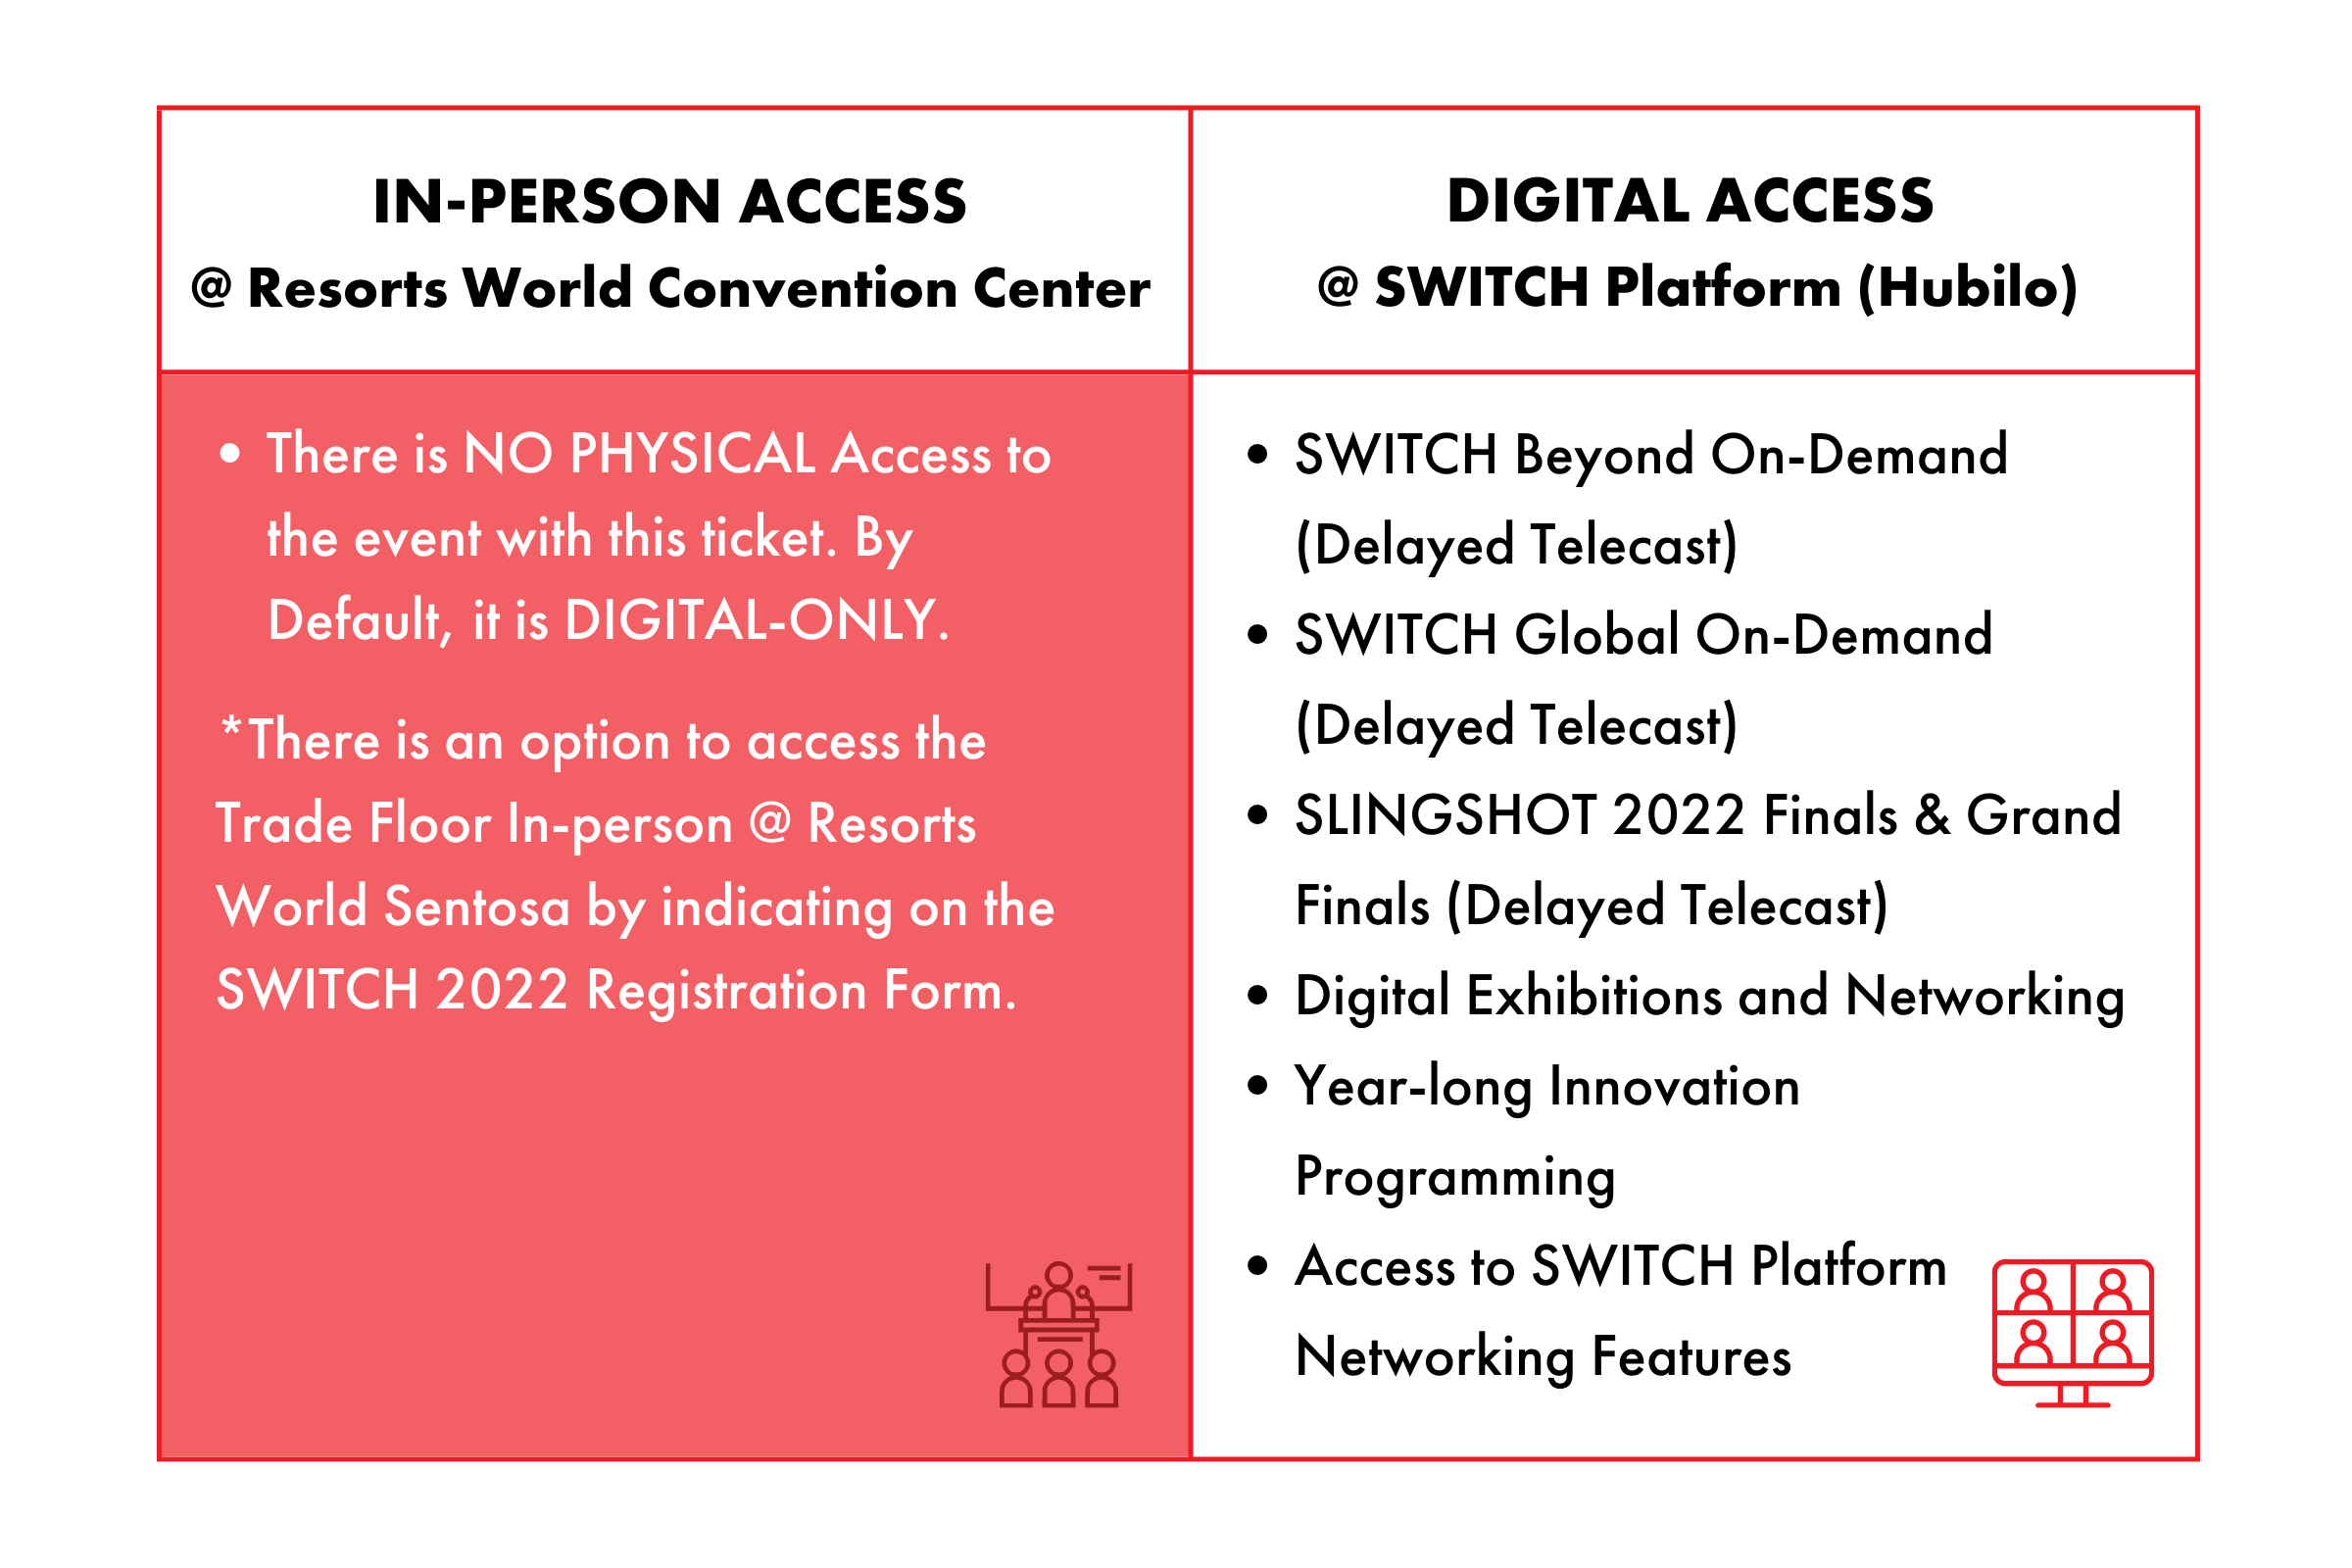 IN-PERSON ACCESS
@ Resorts World Convention Center
DIGITAL ACCESS
@ SWITCH Platform (Hubilo)
• There is NO PHYSICAL Access to
the event with this ticket. By
Default, it is DIGITAL-ONLY.
*There is an option to access the
Trade Floor In-person @ Resorts
World Sentosa by indicating on the
SWITCH 2022 Registration Form.
• SWITCH Beyond On-Demand
(Delayed Telecast)
• SWITCH Global On-Demand
(Delayed Telecast)
• SLINGSHOT 2022 Finals & Grand
Finals (Delayed Telecast)
• Digital Exhibitions and Networking
• Year-long Innovation
Programming
• Access to SWITCH Platform
Networking Features